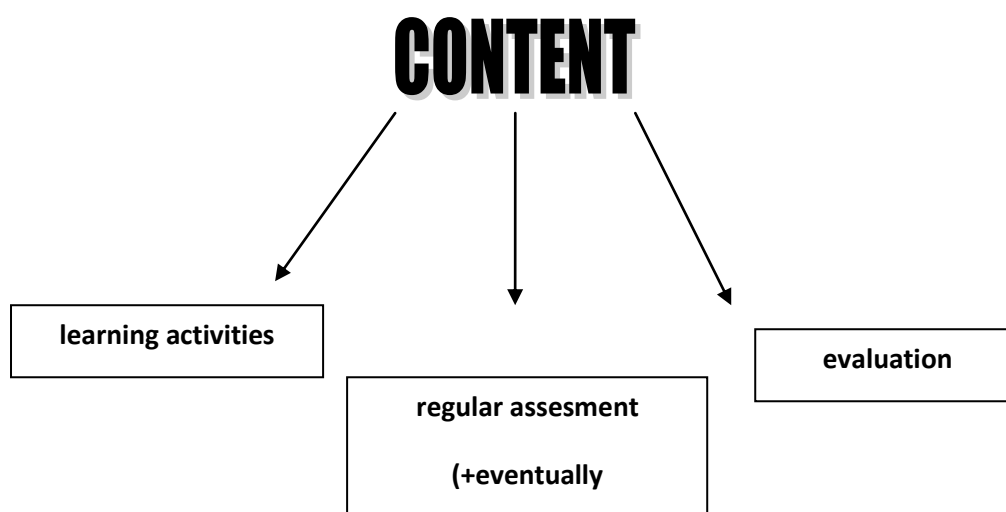 CONTENT
learning activities
evaluation
regular assesment
(+eventually